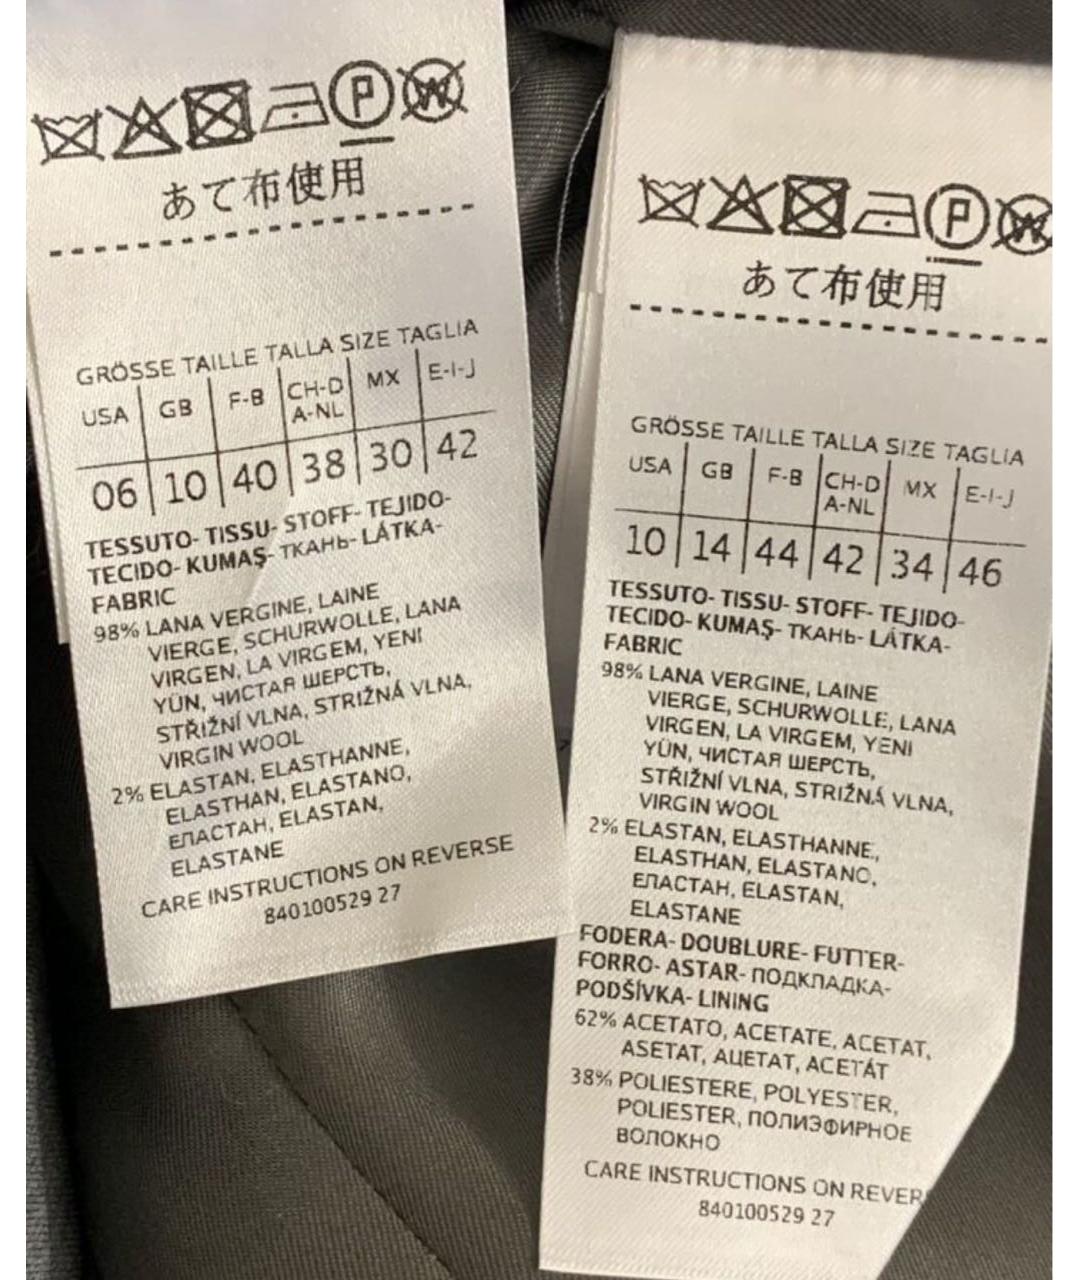 あて布使用
GRÖSSE TAILLE TALLA SIZE TAGLIA
USA GB F-B CH-D A-NL MX E-I-J
06 10 40 38 30 42
TESSUTO- TISSU- STOFF- TEJIDO-
TECIDO- KUMAŞ- ТКАНЬ- LÁTKA-
FABRIC
98% LANA VERGINE, LAINE
VIERGE, SCHURWOLLE, LANA
VIRGEN, LA VIRGEM, YENI
YÜN, ЧИСТАЯ ШЕРСТЬ,
STŘIŽNÍ VLNA, STRIŽNÁ VLNA,
VIRGIN WOOL
2% ELASTAN, ELASTHANNE,
ELASTHAN, ELASTANO,
ЕЛАСТАН, ELASTAN,
ELASTANE
CARE INSTRUCTIONS ON REVERSE
840100529 27
あて布使用
GRÖSSE TAILLE TALLA SIZE TAGLIA
USA GB F-B CH-D A-NL MX E-I-J
10 14 44 42 34 46
TESSUTO- TISSU- STOFF- TEJIDO-
TECIDO- KUMAŞ- ТКАНЬ- LÁTKA-
FABRIC
98% LANA VERGINE, LAINE
VIERGE, SCHURWOLLE, LANA
VIRGEN, LA VIRGEM, YENI
YÜN, ЧИСТАЯ ШЕРСТЬ,
STŘIŽNÍ VLNA, STRIŽNÁ VLNA,
VIRGIN WOOL
2% ELASTAN, ELASTHANNE,
ELASTHAN, ELASTANO,
ЕЛАСТАН, ELASTAN,
ELASTANE
FODERA- DOUBLURE- FUTTER-
FORRO- ASTAR- ПОДКЛАДКА-
PODŠÍVKA- LINING
62% ACETATO, ACETATE, ACETAT,
ASETAT, АЦЕТАТ, ACETÁT
38% POLIESTERE, POLYESTER,
POLIESTER, ПОЛИЭФИРНОЕ
ВОЛОКНО
CARE INSTRUCTIONS ON REVER
840100529 27